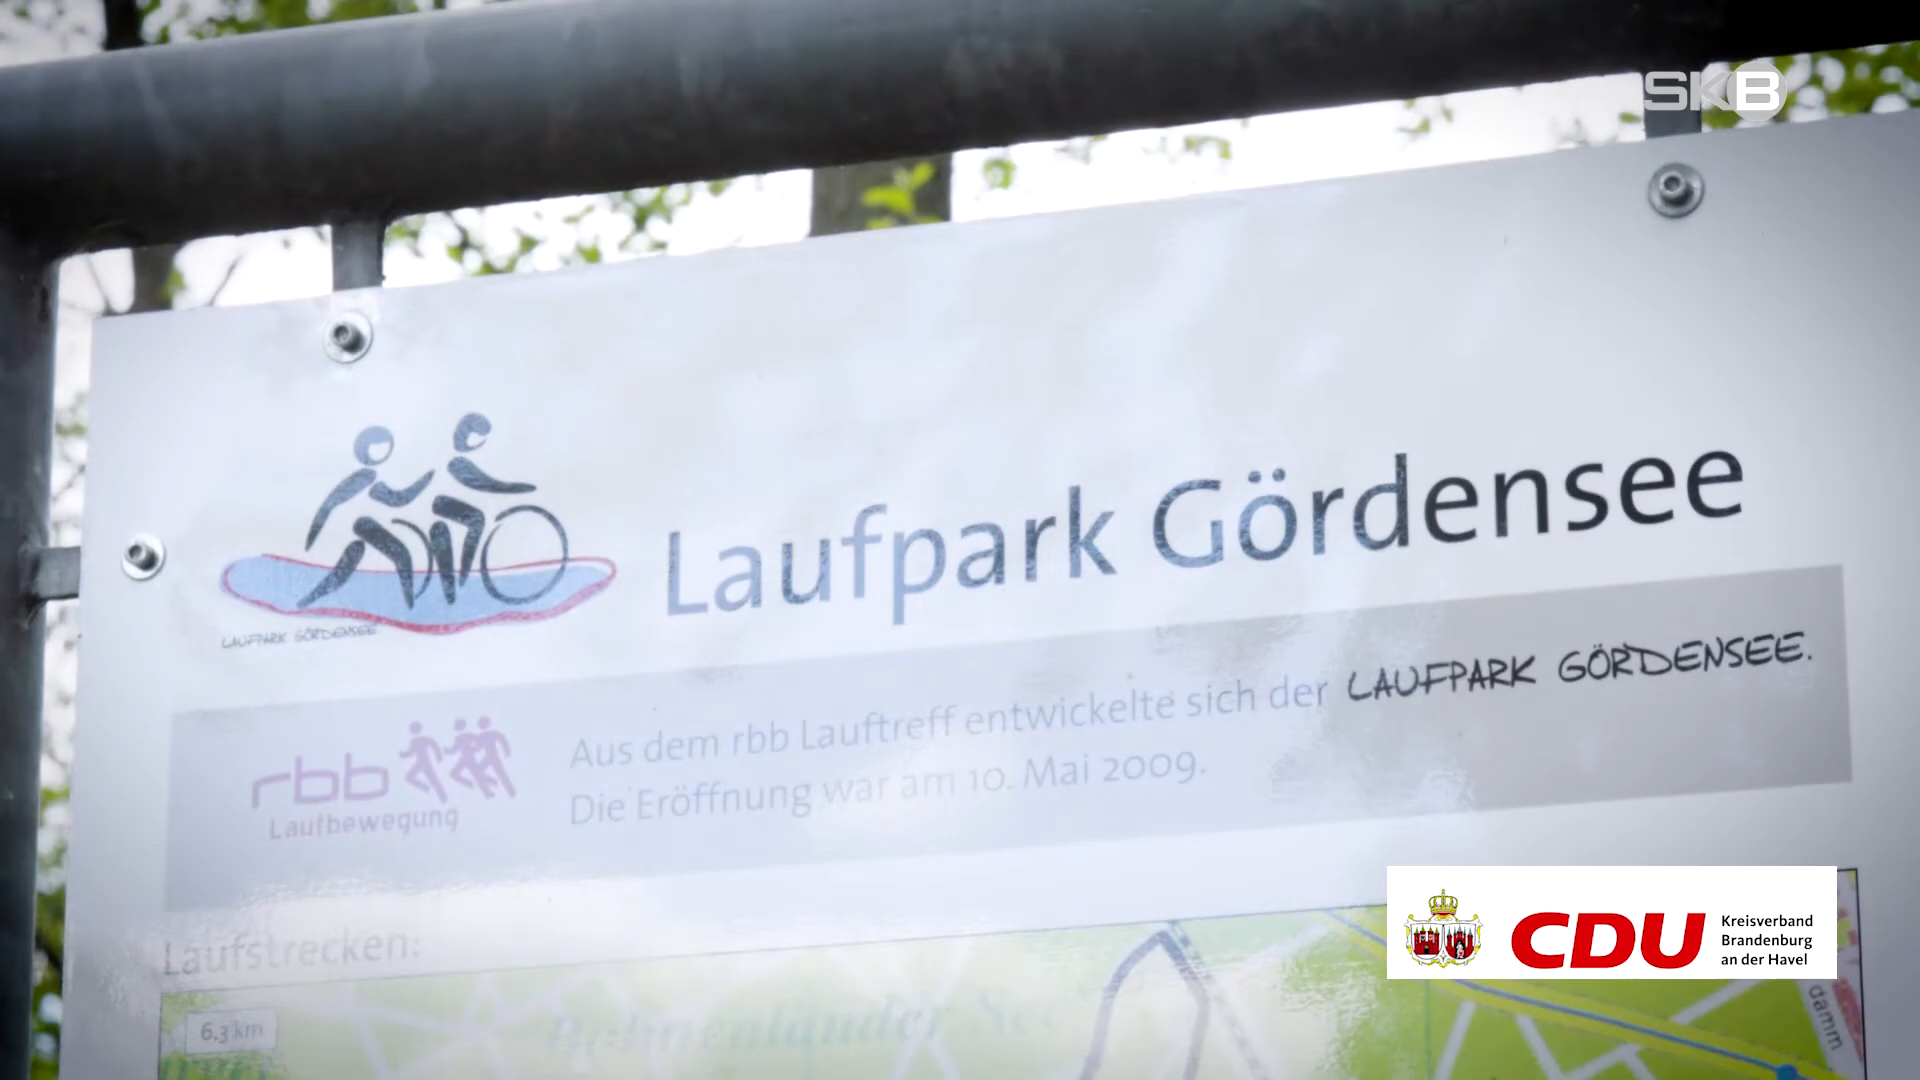 SKB
Laufpark Gördensee
LAUFPARK GÖRDENSEE
Aus dem rbb Lauftreff entwickelte sich der LAUFPARK GÖRDENSEE.
Die Eröffnung war am 10. Mai 2009.
rbb
Laufbewegung
Laufstrecken:
6,3 km
damm
CDU
Kreisverband
Brandenburg
an der Havel